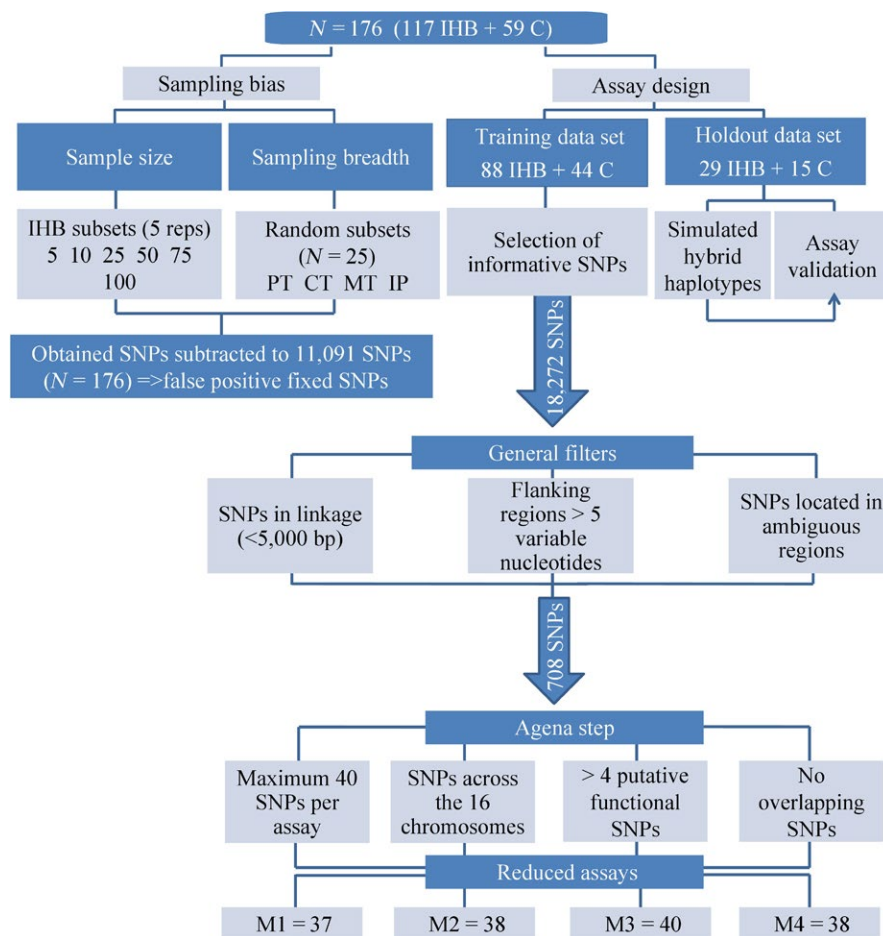 N = 176 (117 IHB + 59 C)
Sampling bias
Assay design
Sample size
Sampling breadth
Training data set
88 IHB + 44 C
Holdout data set
29 IHB + 15 C
IHB subsets (5 reps)
5 10 25 50 75
100
Random subsets
(N = 25)
PT CT MT IP
Selection of
informative SNPs
Simulated
hybrid
haplotypes
Assay
validation
Obtained SNPs subtracted to 11,091 SNPs
(N = 176) =>false positive fixed SNPs
18,272 SNPs
General filters
SNPs in linkage
(<5,000 bp)
Flanking
regions > 5
variable
nucleotides
SNPs located in
ambiguous
regions
708 SNPs
Agena step
Maximum 40
SNPs per
assay
SNPs across
the 16
chromosomes
> 4 putative
functional
SNPs
No
overlapping
SNPs
Reduced assays
M1 = 37
M2 = 38
M3 = 40
M4 = 38